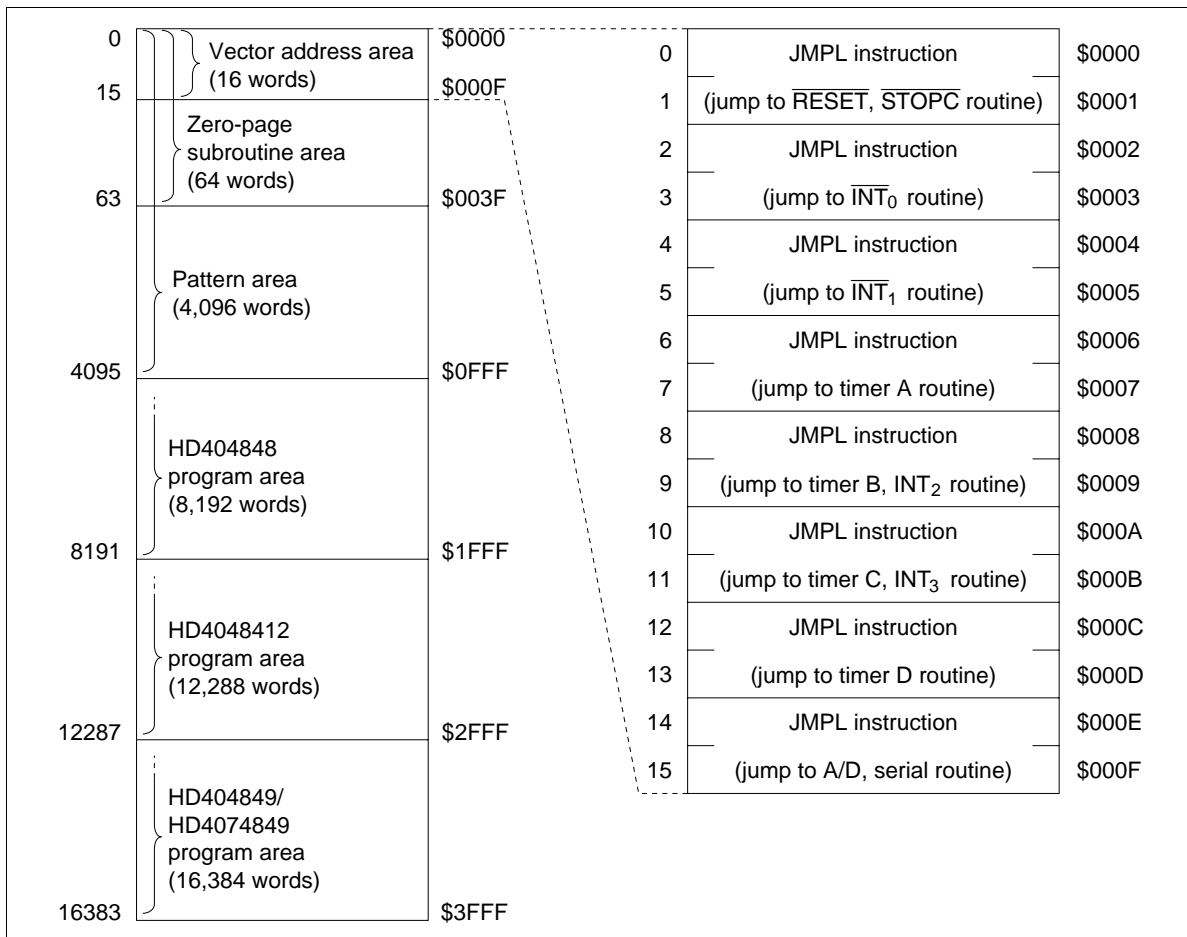 0
$0000
Vector address area
(16 words)
15
$000F
Zero-page
subroutine area
(64 words)
63
$003F
Pattern area
(4,096 words)
4095
$0FFF
HD404848
program area
(8,192 words)
8191
$1FFF
HD4048412
program area
(12,288 words)
12287
$2FFF
HD404849/
HD4074849
program area
(16,384 words)
16383
$3FFF
0 JMPL instruction $0000
1 (jump to RESET, STOPC routine) $0001
2 JMPL instruction $0002
3 (jump to INT0 routine) $0003
4 JMPL instruction $0004
5 (jump to INT1 routine) $0005
6 JMPL instruction $0006
7 (jump to timer A routine) $0007
8 JMPL instruction $0008
9 (jump to timer B, INT2 routine) $0009
10 JMPL instruction $000A
11 (jump to timer C, INT3 routine) $000B
12 JMPL instruction $000C
13 (jump to timer D routine) $000D
14 JMPL instruction $000E
15 (jump to A/D, serial routine) $000F